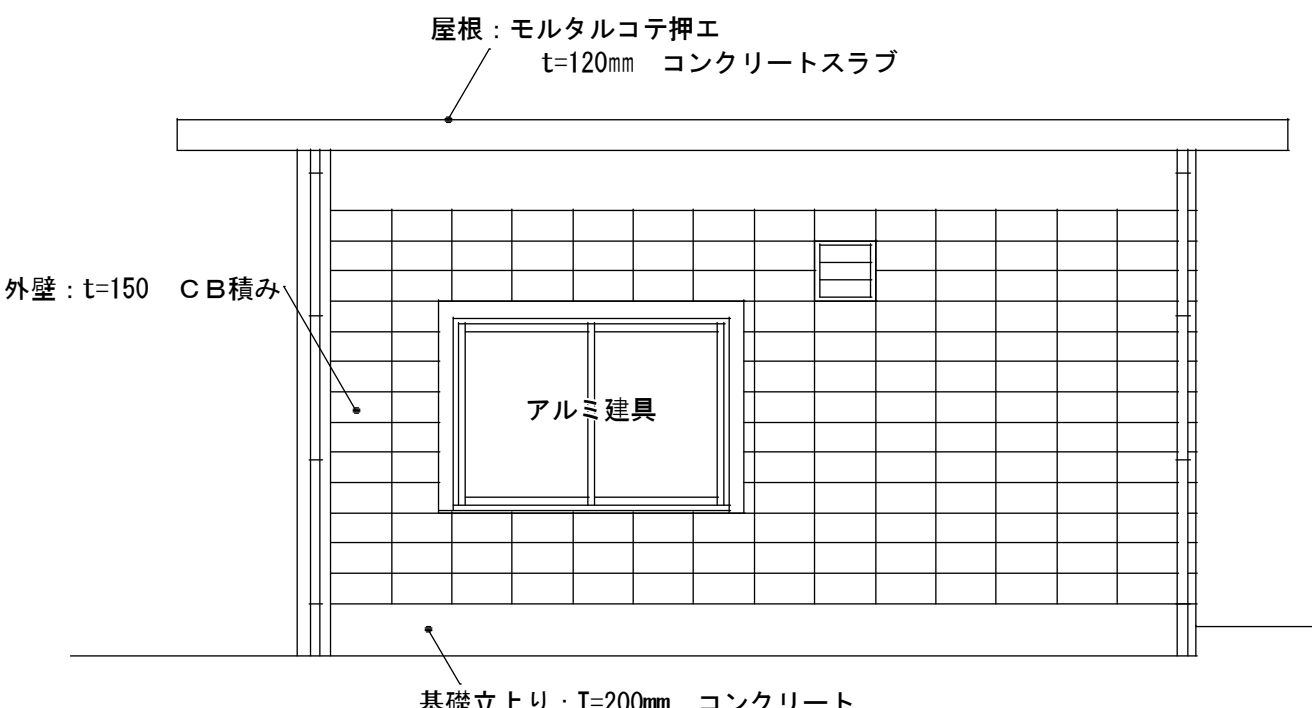 屋根：モルタルコテ押エ
t=120mm　コンクリートスラブ
外壁：t=150　ＣＢ積み
アルミ建具
基礎立上り：T=200mm　コンクリート